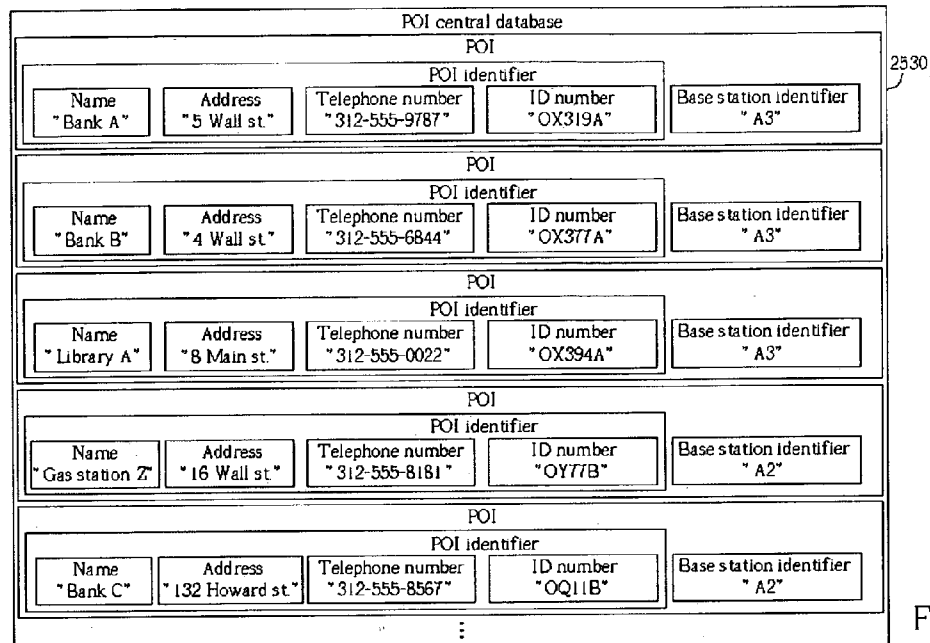 POI central database
2530
POI
POI identifier
Name "Bank A"
Address "5 Wall st."
Telephone number "312-555-9787"
ID number "OX319A"
Base station identifier "A3"
POI
POI identifier
Name "Bank B"
Address "4 Wall st."
Telephone number "312-555-6844"
ID number "OX377A"
Base station identifier "A3"
POI
POI identifier
Name "Library A"
Address "8 Main st."
Telephone number "312-555-0022"
ID number "OX394A"
Base station identifier "A3"
POI
POI identifier
Name "Gas station Z"
Address "16 Wall st."
Telephone number "312-555-8181"
ID number "OY77B"
Base station identifier "A2"
POI
POI identifier
Name "Bank C"
Address "132 Howard st."
Telephone number "312-555-8567"
ID number "OQ11B"
Base station identifier "A2"
⋮
F